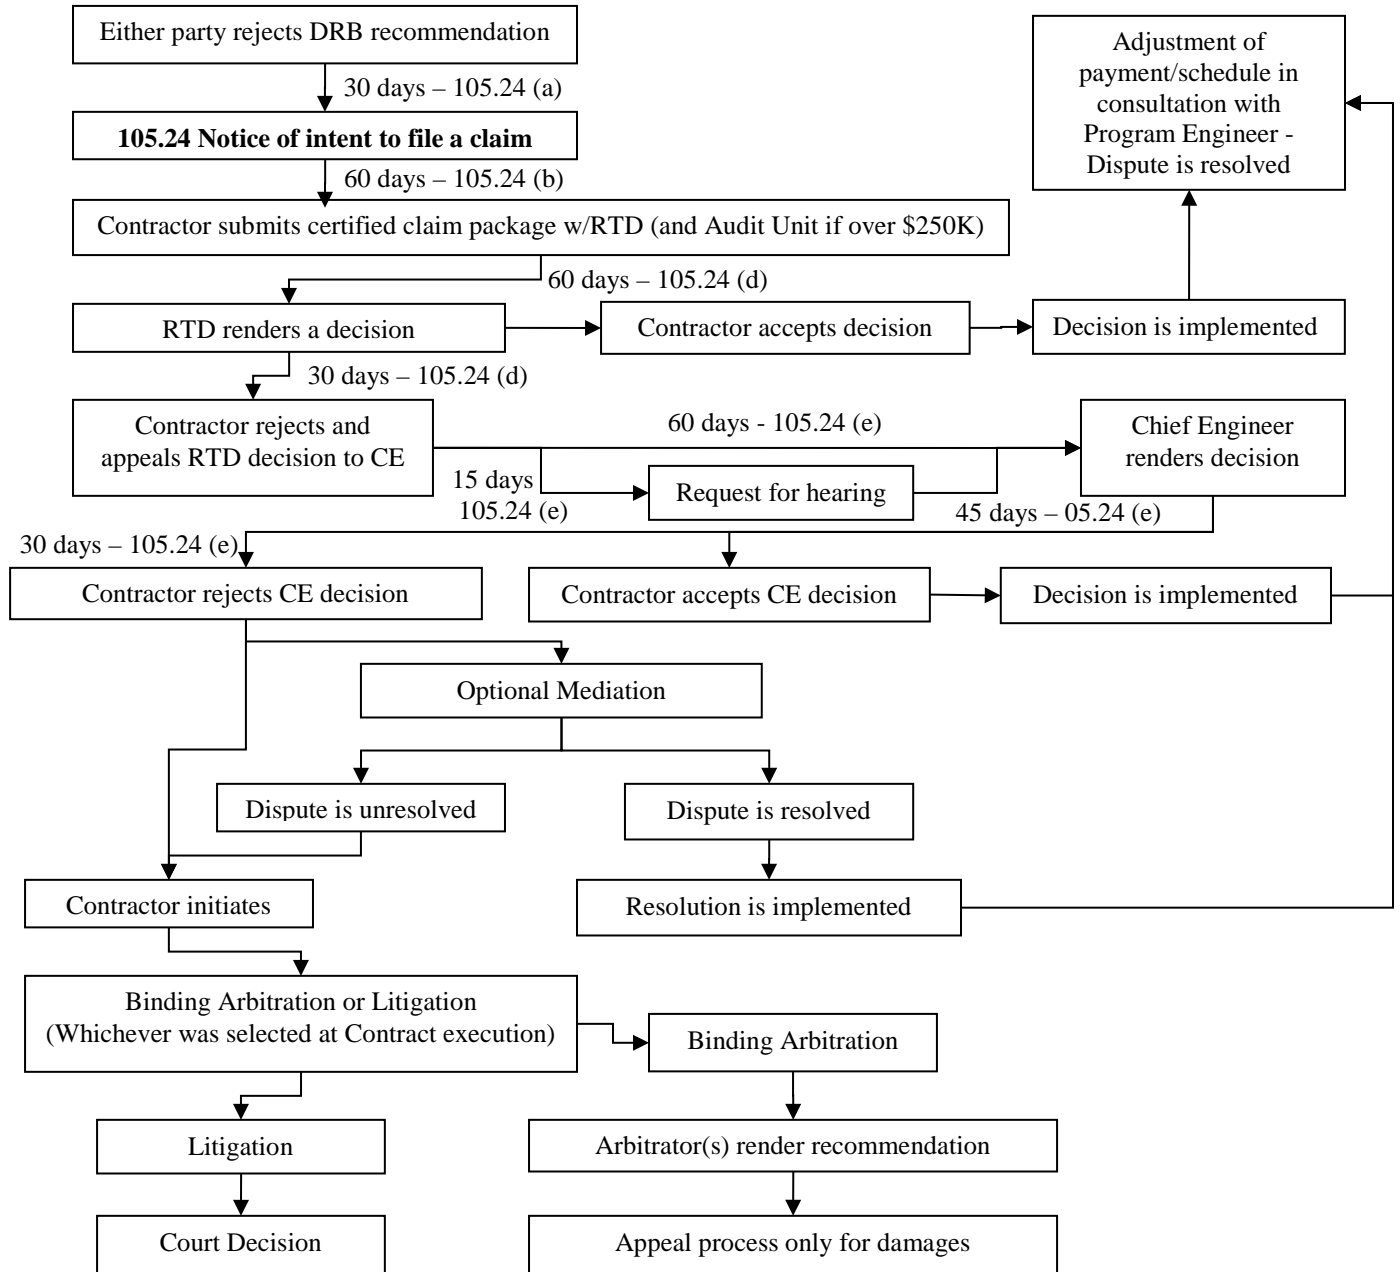 Either party rejects DRB recommendation
30 days – 105.24 (a)
105.24 Notice of intent to file a claim
60 days – 105.24 (b)
Contractor submits certified claim package w/RTD (and Audit Unit if over $250K)
60 days – 105.24 (d)
Adjustment of
payment/schedule in
consultation with
Program Engineer -
Dispute is resolved
RTD renders a decision
Contractor accepts decision
Decision is implemented
30 days – 105.24 (d)
Contractor rejects and
appeals RTD decision to CE
60 days - 105.24 (e)
15 days
105.24 (e)
Request for hearing
45 days – 05.24 (e)
Chief Engineer
renders decision
30 days – 105.24 (e)
Contractor rejects CE decision
Contractor accepts CE decision
Decision is implemented
Optional Mediation
Dispute is unresolved
Dispute is resolved
Contractor initiates
Resolution is implemented
Binding Arbitration or Litigation
(Whichever was selected at Contract execution)
Binding Arbitration
Litigation
Arbitrator(s) render recommendation
Court Decision
Appeal process only for damages